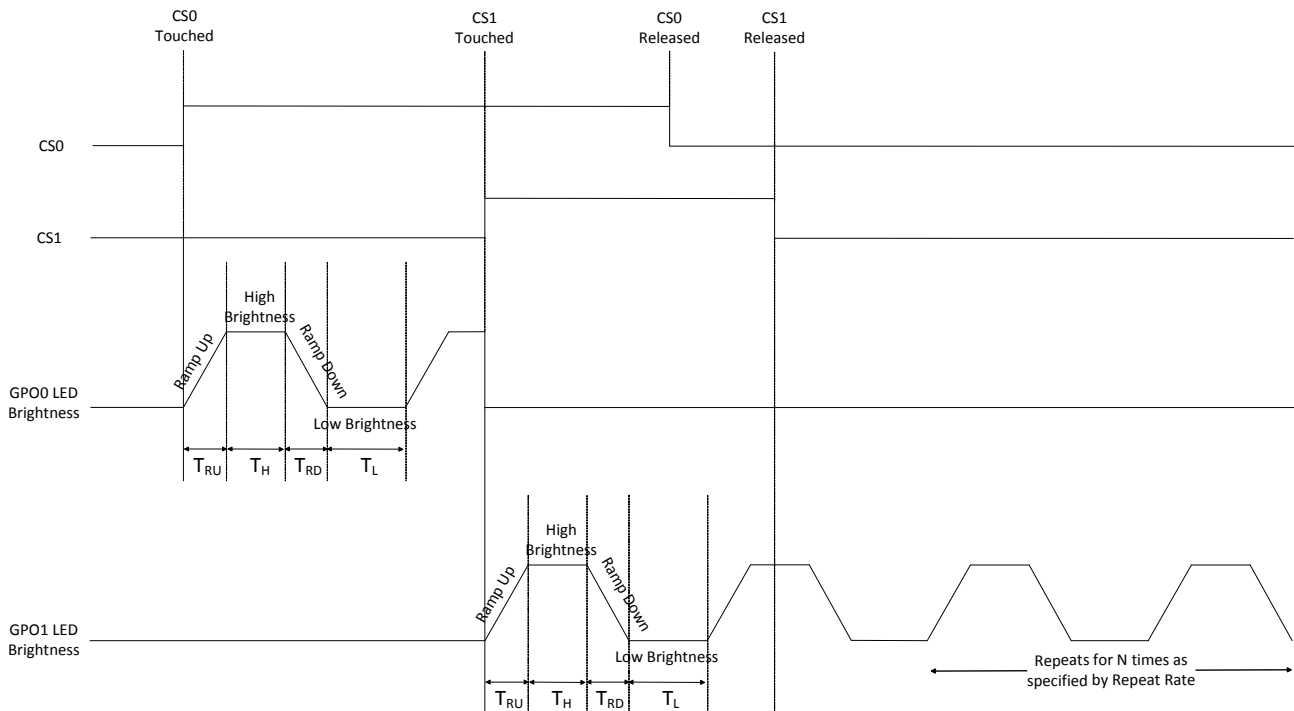 CS0
Touched
CS1
Touched
CS0
Released
CS1
Released
CS0
CS1
High
Brightness
Ramp Up
Ramp Down
GPO0 LED
Brightness
Low Brightness
TRU
TH
TRD
TL
High
Brightness
Ramp Up
Ramp Down
GPO1 LED
Brightness
Low Brightness
Repeats for N times as
specified by Repeat Rate
TRU
TH
TRD
TL